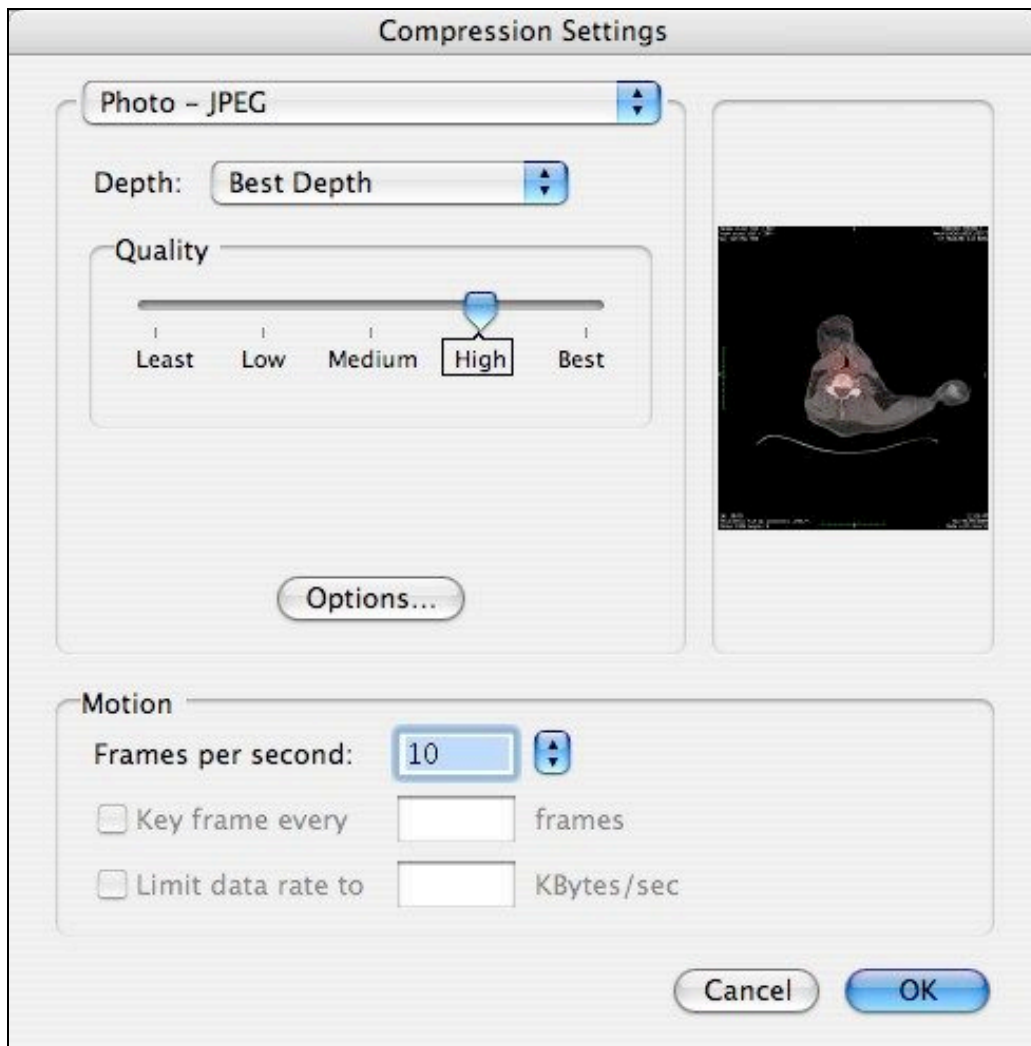 Compression Settings
Photo – JPEG
Depth: Best Depth
Quality
Least Low Medium High Best
Options...
Motion
Frames per second: 10
Key frame every frames
Limit data rate to KBytes/sec
Cancel OK